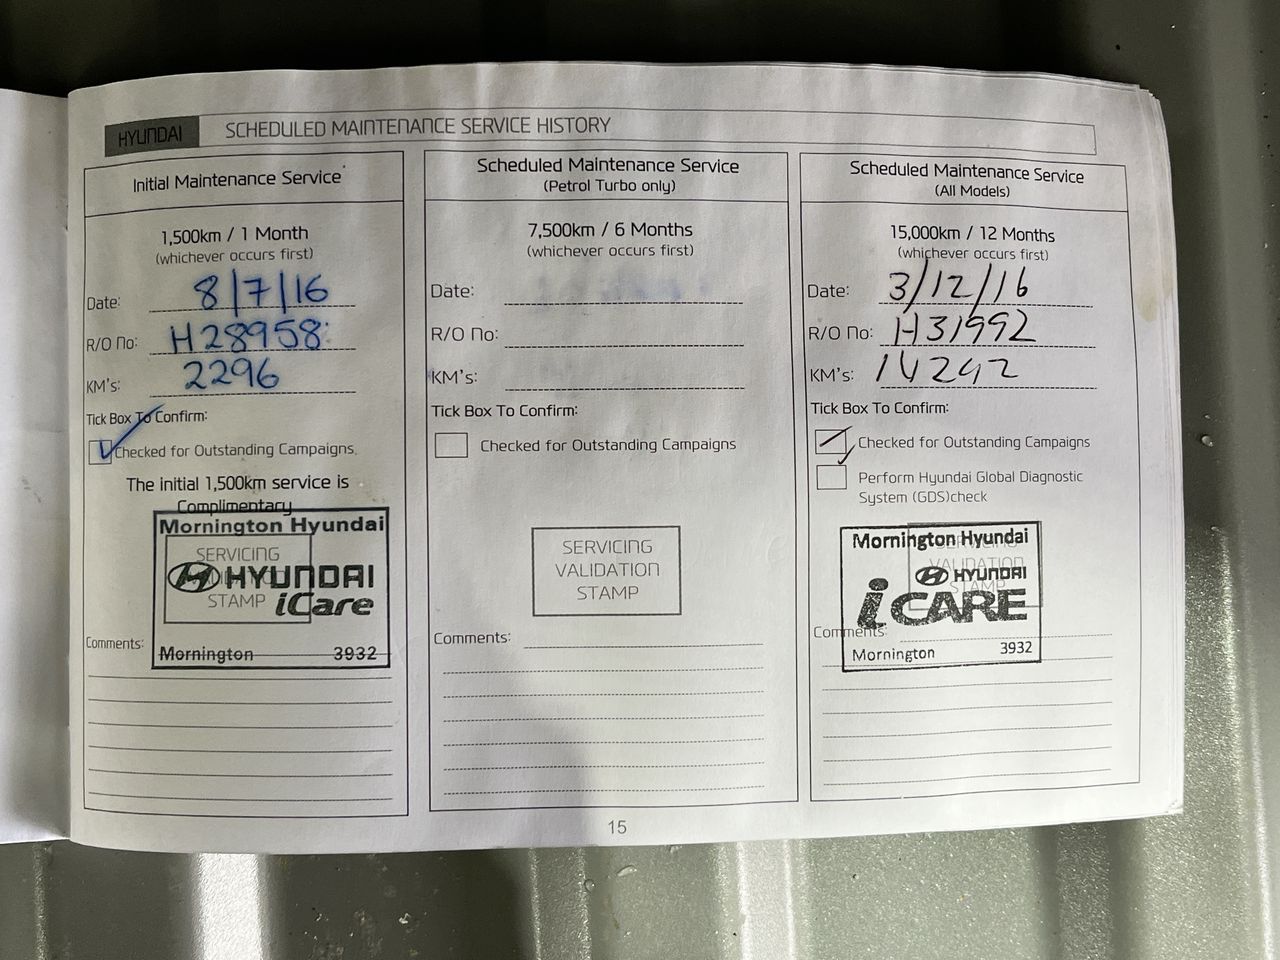 HYUNDAI SCHEDULED MAINTENANCE SERVICE HISTORY
Initial Maintenance Service
1,500km / 1 Month
(whichever occurs first)
Date: 8/7/16
R/O No: H28958
KM's: 2296
Tick Box To Confirm:
Checked for Outstanding Campaigns.
The initial 1,500km service is
Complimentary
Mornington Hyundai
SERVICING
HYUNDAI
STAMP iCare
Comments:
Mornington 3932
Scheduled Maintenance Service
(Petrol Turbo only)
7,500km / 6 Months
(whichever occurs first)
Date:
R/O No:
KM's:
Tick Box To Confirm:
Checked for Outstanding Campaigns
SERVICING
VALIDATION
STAMP
Comments:
Scheduled Maintenance Service
(All Models)
15,000km / 12 Months
(whichever occurs first)
Date: 3/12/16
R/O No: H31992
KM's: 14242
Tick Box To Confirm:
Checked for Outstanding Campaigns
Perform Hyundai Global Diagnostic
System (GDS)check
Mornington Hyundai
SERVICING
VALIDATION
HYUNDAI
STAMP
iCARE
Comments:
Mornington 3932
15